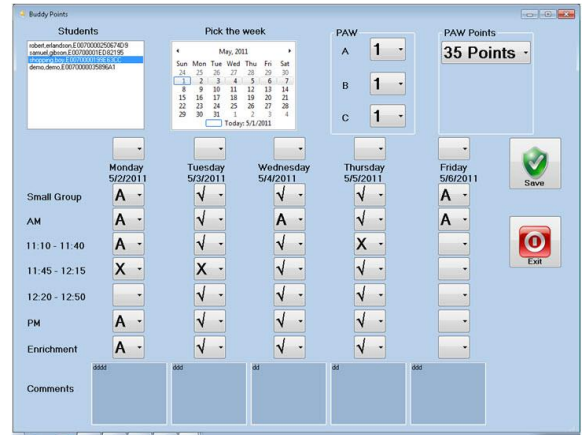 Buddy Points
Students
robert,erlandson,E0070000250674D9
samuel,gibson,E00700001ED82195
shopping,boy,E00700000199E63CC
demo,demo,E0070000035896A1
Pick the week
May, 2011
Sun Mon Tue Wed Thu Fri Sat
24 25 26 27 28 29 30
1 2 3 4 5 6 7
8 9 10 11 12 13 14
15 16 17 18 19 20 21
22 23 24 25 26 27 28
29 30 31 1 2 3 4
Today: 5/1/2011
PAW
A 1
B 1
C 1
PAW Points
35 Points
Monday Tuesday Wednesday Thursday Friday
5/2/2011 5/3/2011 5/4/2011 5/5/2011 5/6/2011
Save
Small Group A √ √ √ A
AM A √ A √ A
11:10 - 11:40 A √ √ X
Exit
11:45 - 12:15 X X √ √
12:20 - 12:50 √ √ √
PM A √ √ √
Enrichment A √ √ √
Comments dddd ddd dd dd ddd